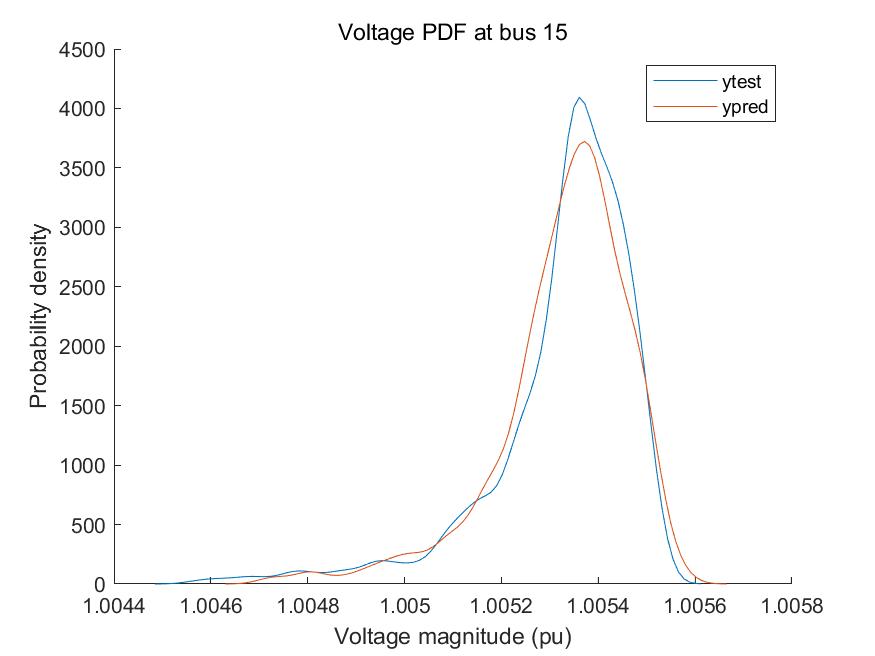 Voltage PDF at bus 15
ytest
ypred
4500
4000
3500
3000
2500
2000
1500
1000
500
0
Probability density
1.0044 1.0046 1.0048 1.005 1.0052 1.0054 1.0056 1.0058
Voltage magnitude (pu)